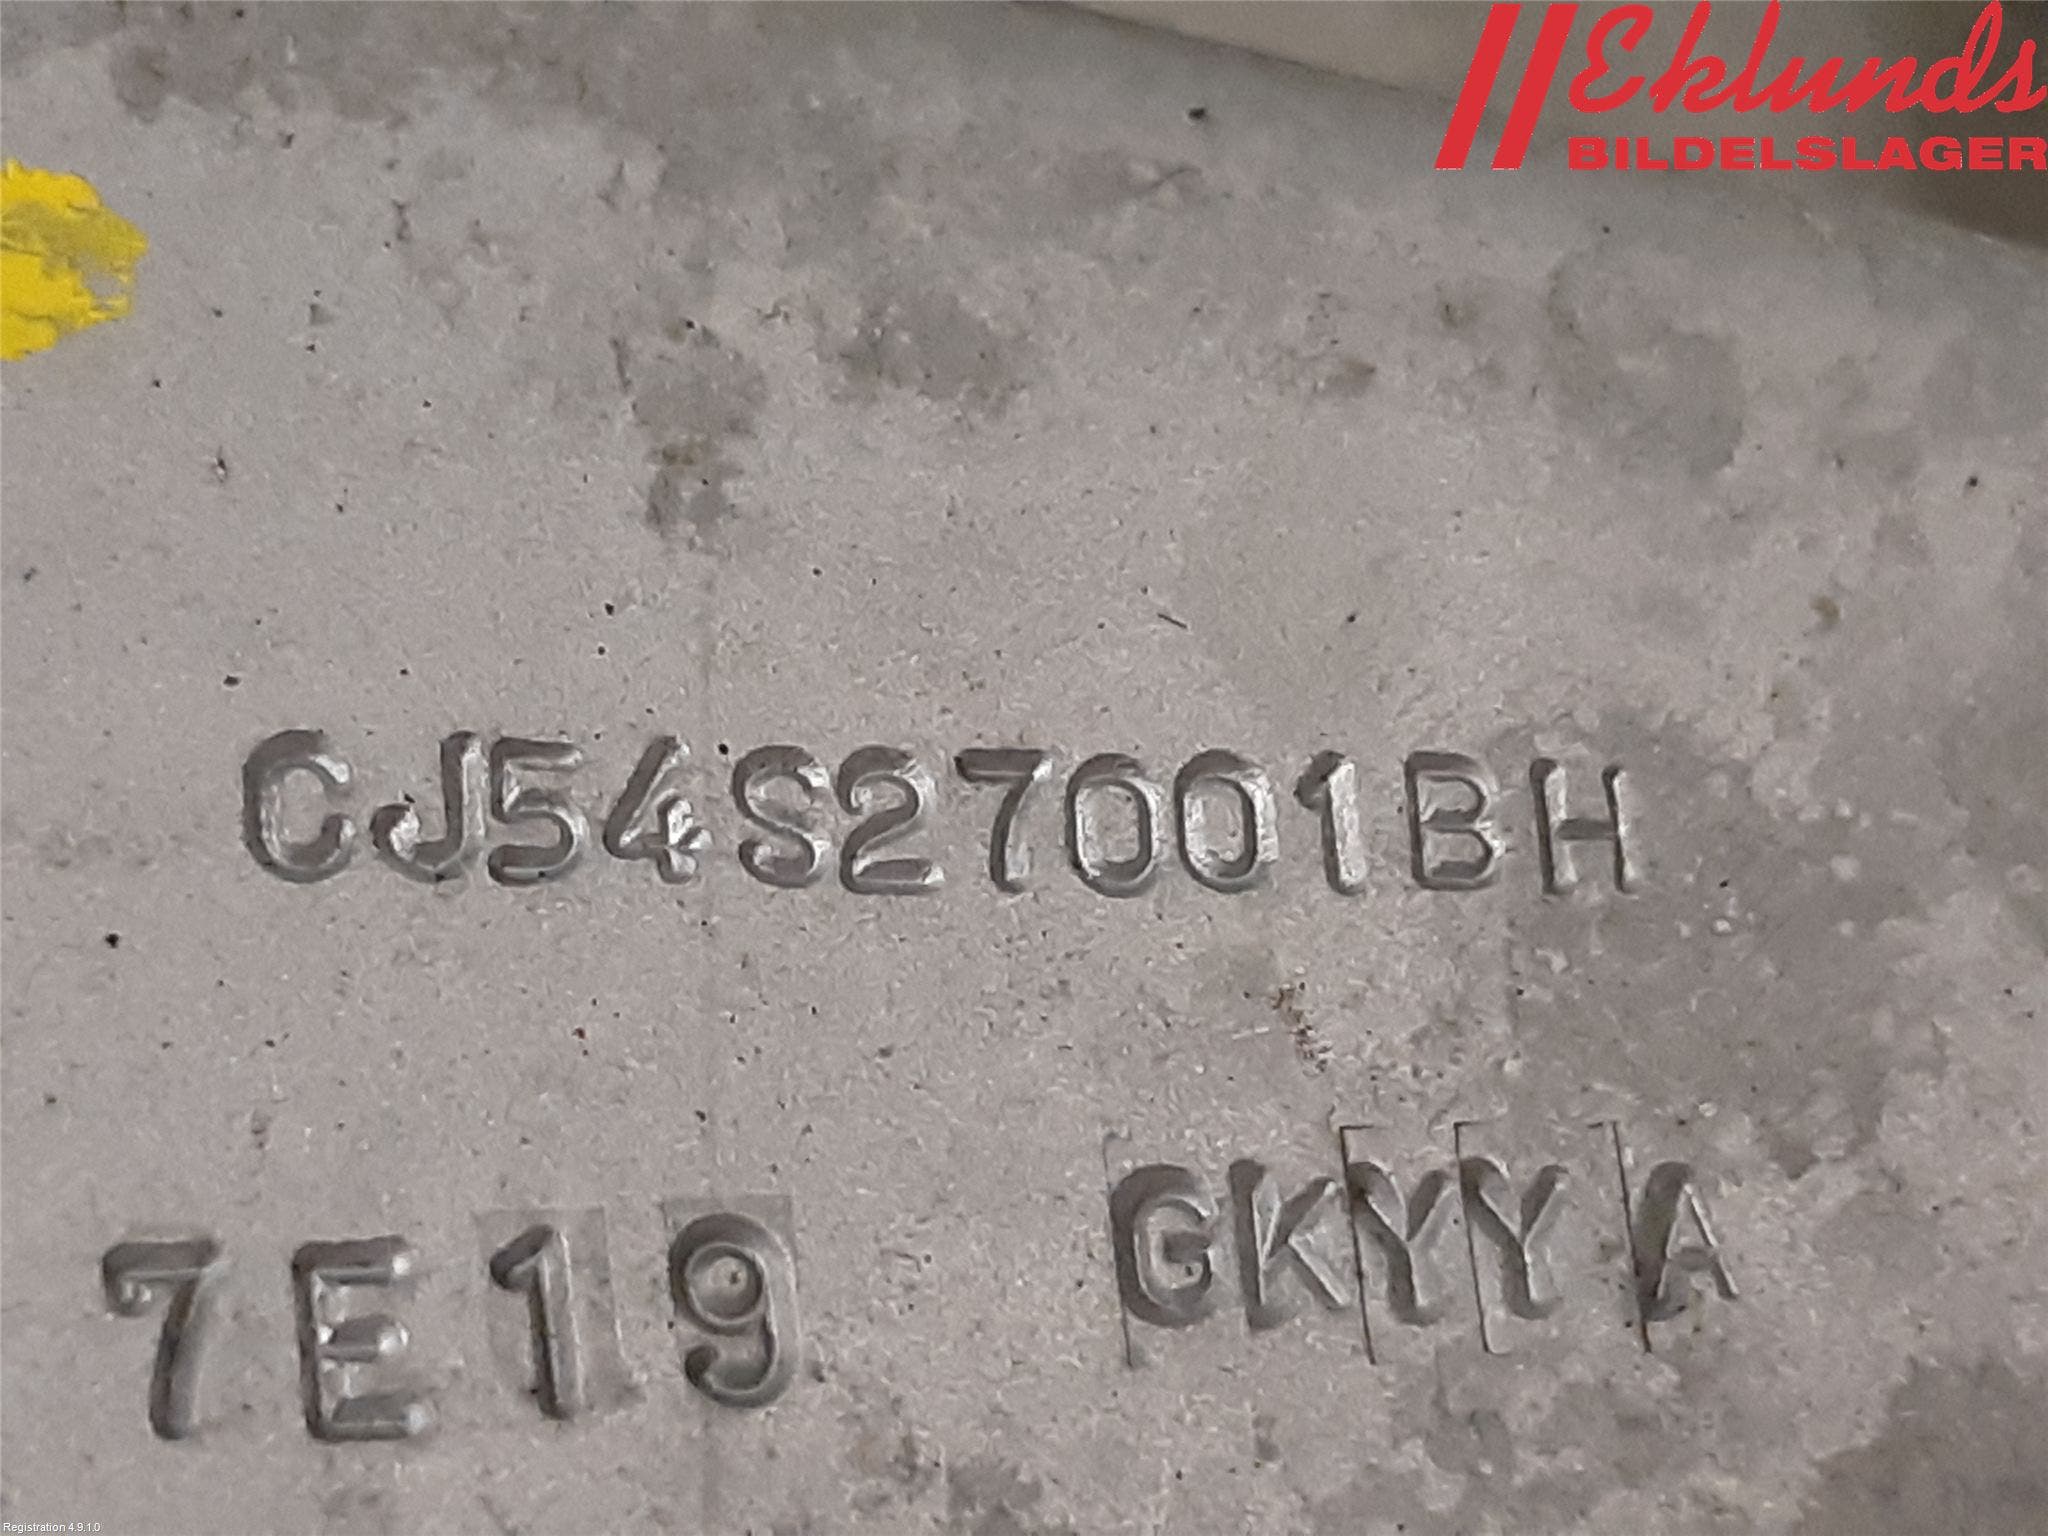 Eklunds
BILDELSLAGER
CJ54S27001BH
7E19
GKYYA
Registration 4.9.1.0